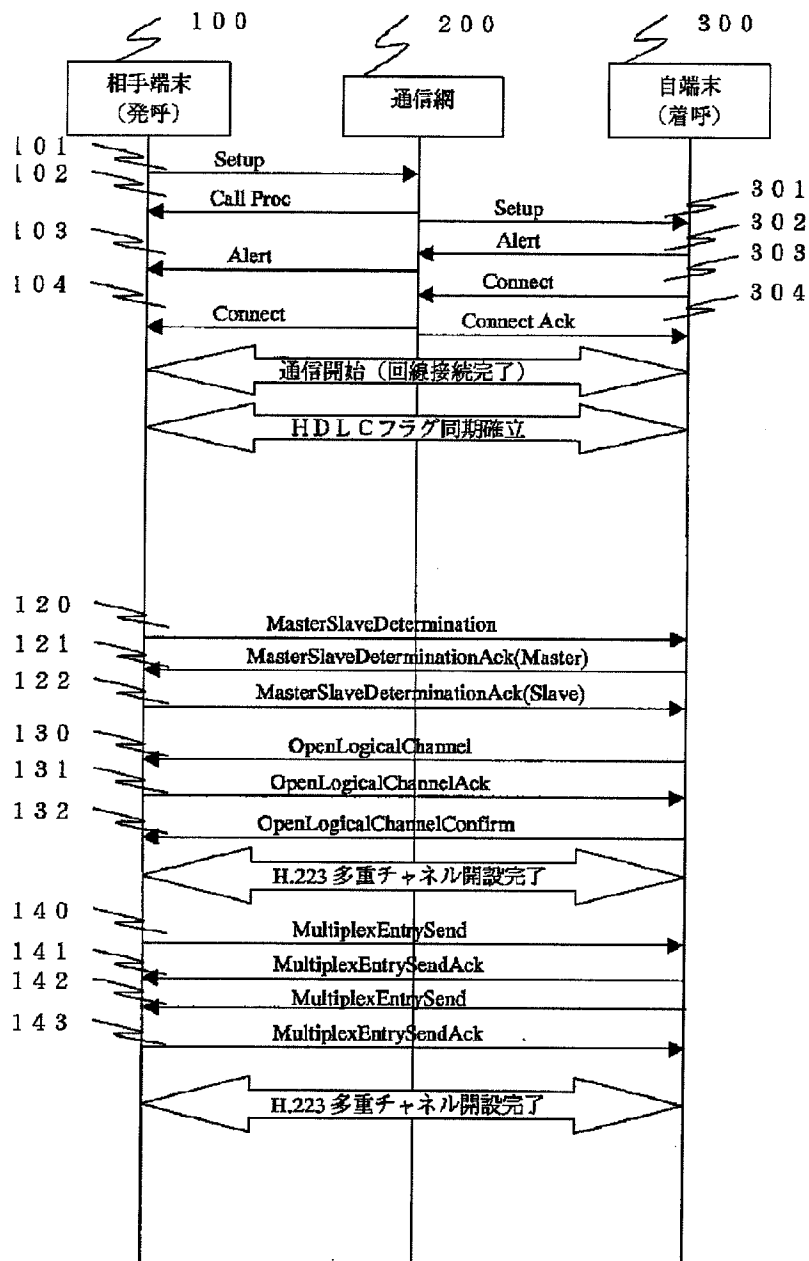 100
200
300
相手端末
(発呼)
通信網
自端末
(着呼)
101
Setup
102
Call Proc
301
Setup
302
103
Alert
303
Alert
104
Connect
304
Connect
Connect Ack
通信開始(回線接続完了)
HDLCフラグ同期確立
120
MasterSlaveDetermination
121
MasterSlaveDeterminationAck(Master)
122
MasterSlaveDeterminationAck(Slave)
130
OpenLogicalChannel
131
OpenLogicalChannelAck
132
OpenLogicalChannelConfirm
H.223 多重チャネル開設完了
140
MultiplexEntrySend
141
MultiplexEntrySendAck
142
MultiplexEntrySend
143
MultiplexEntrySendAck
H.223 多重チャネル開設完了